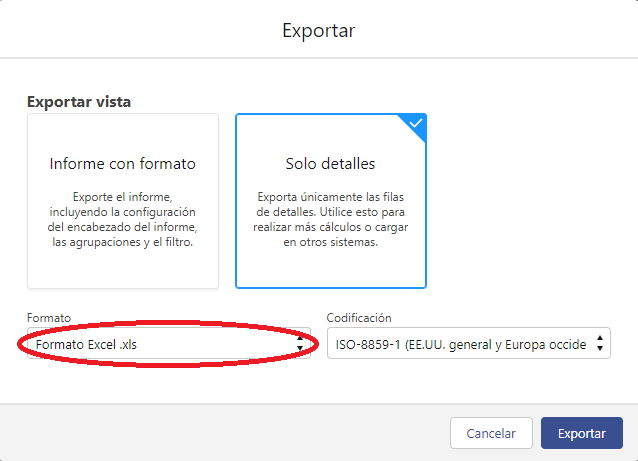 Exportar
Exportar vista
Informe con formato
Exporte el informe,
incluyendo la configuración
del encabezado del informe,
las agrupaciones y el filtro.
Solo detalles
Exporta únicamente las filas
de detalles. Utilice esto para
realizar más cálculos o cargar
en otros sistemas.
Formato
Formato Excel .xls
Codificación
ISO-8859-1 (EE.UU. general y Europa occide
Cancelar
Exportar